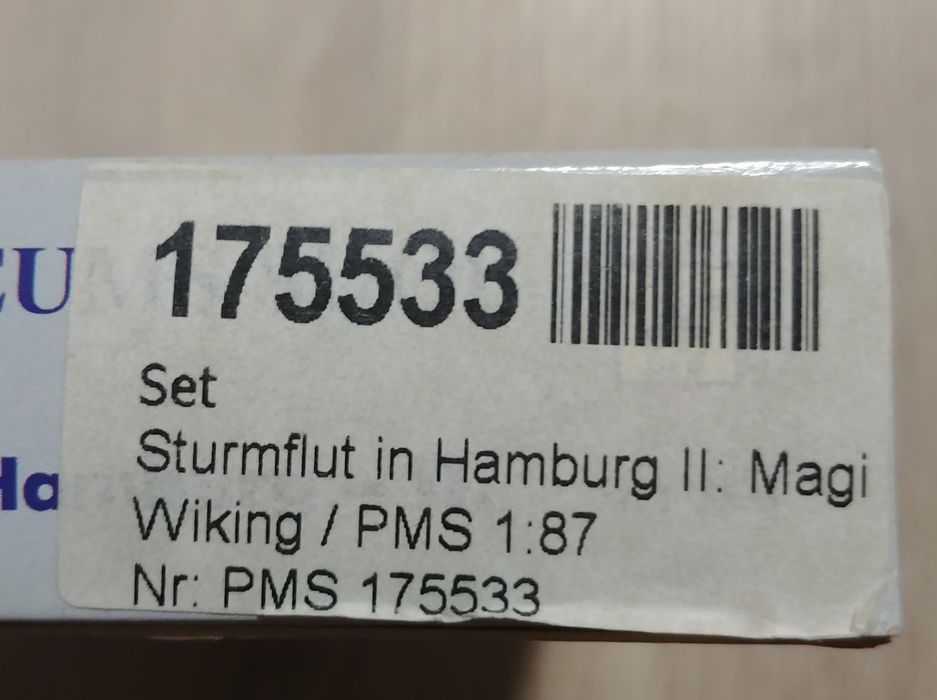 175533
Set
Sturmflut in Hamburg II: Magi
Wiking / PMS 1:87
Nr: PMS 175533